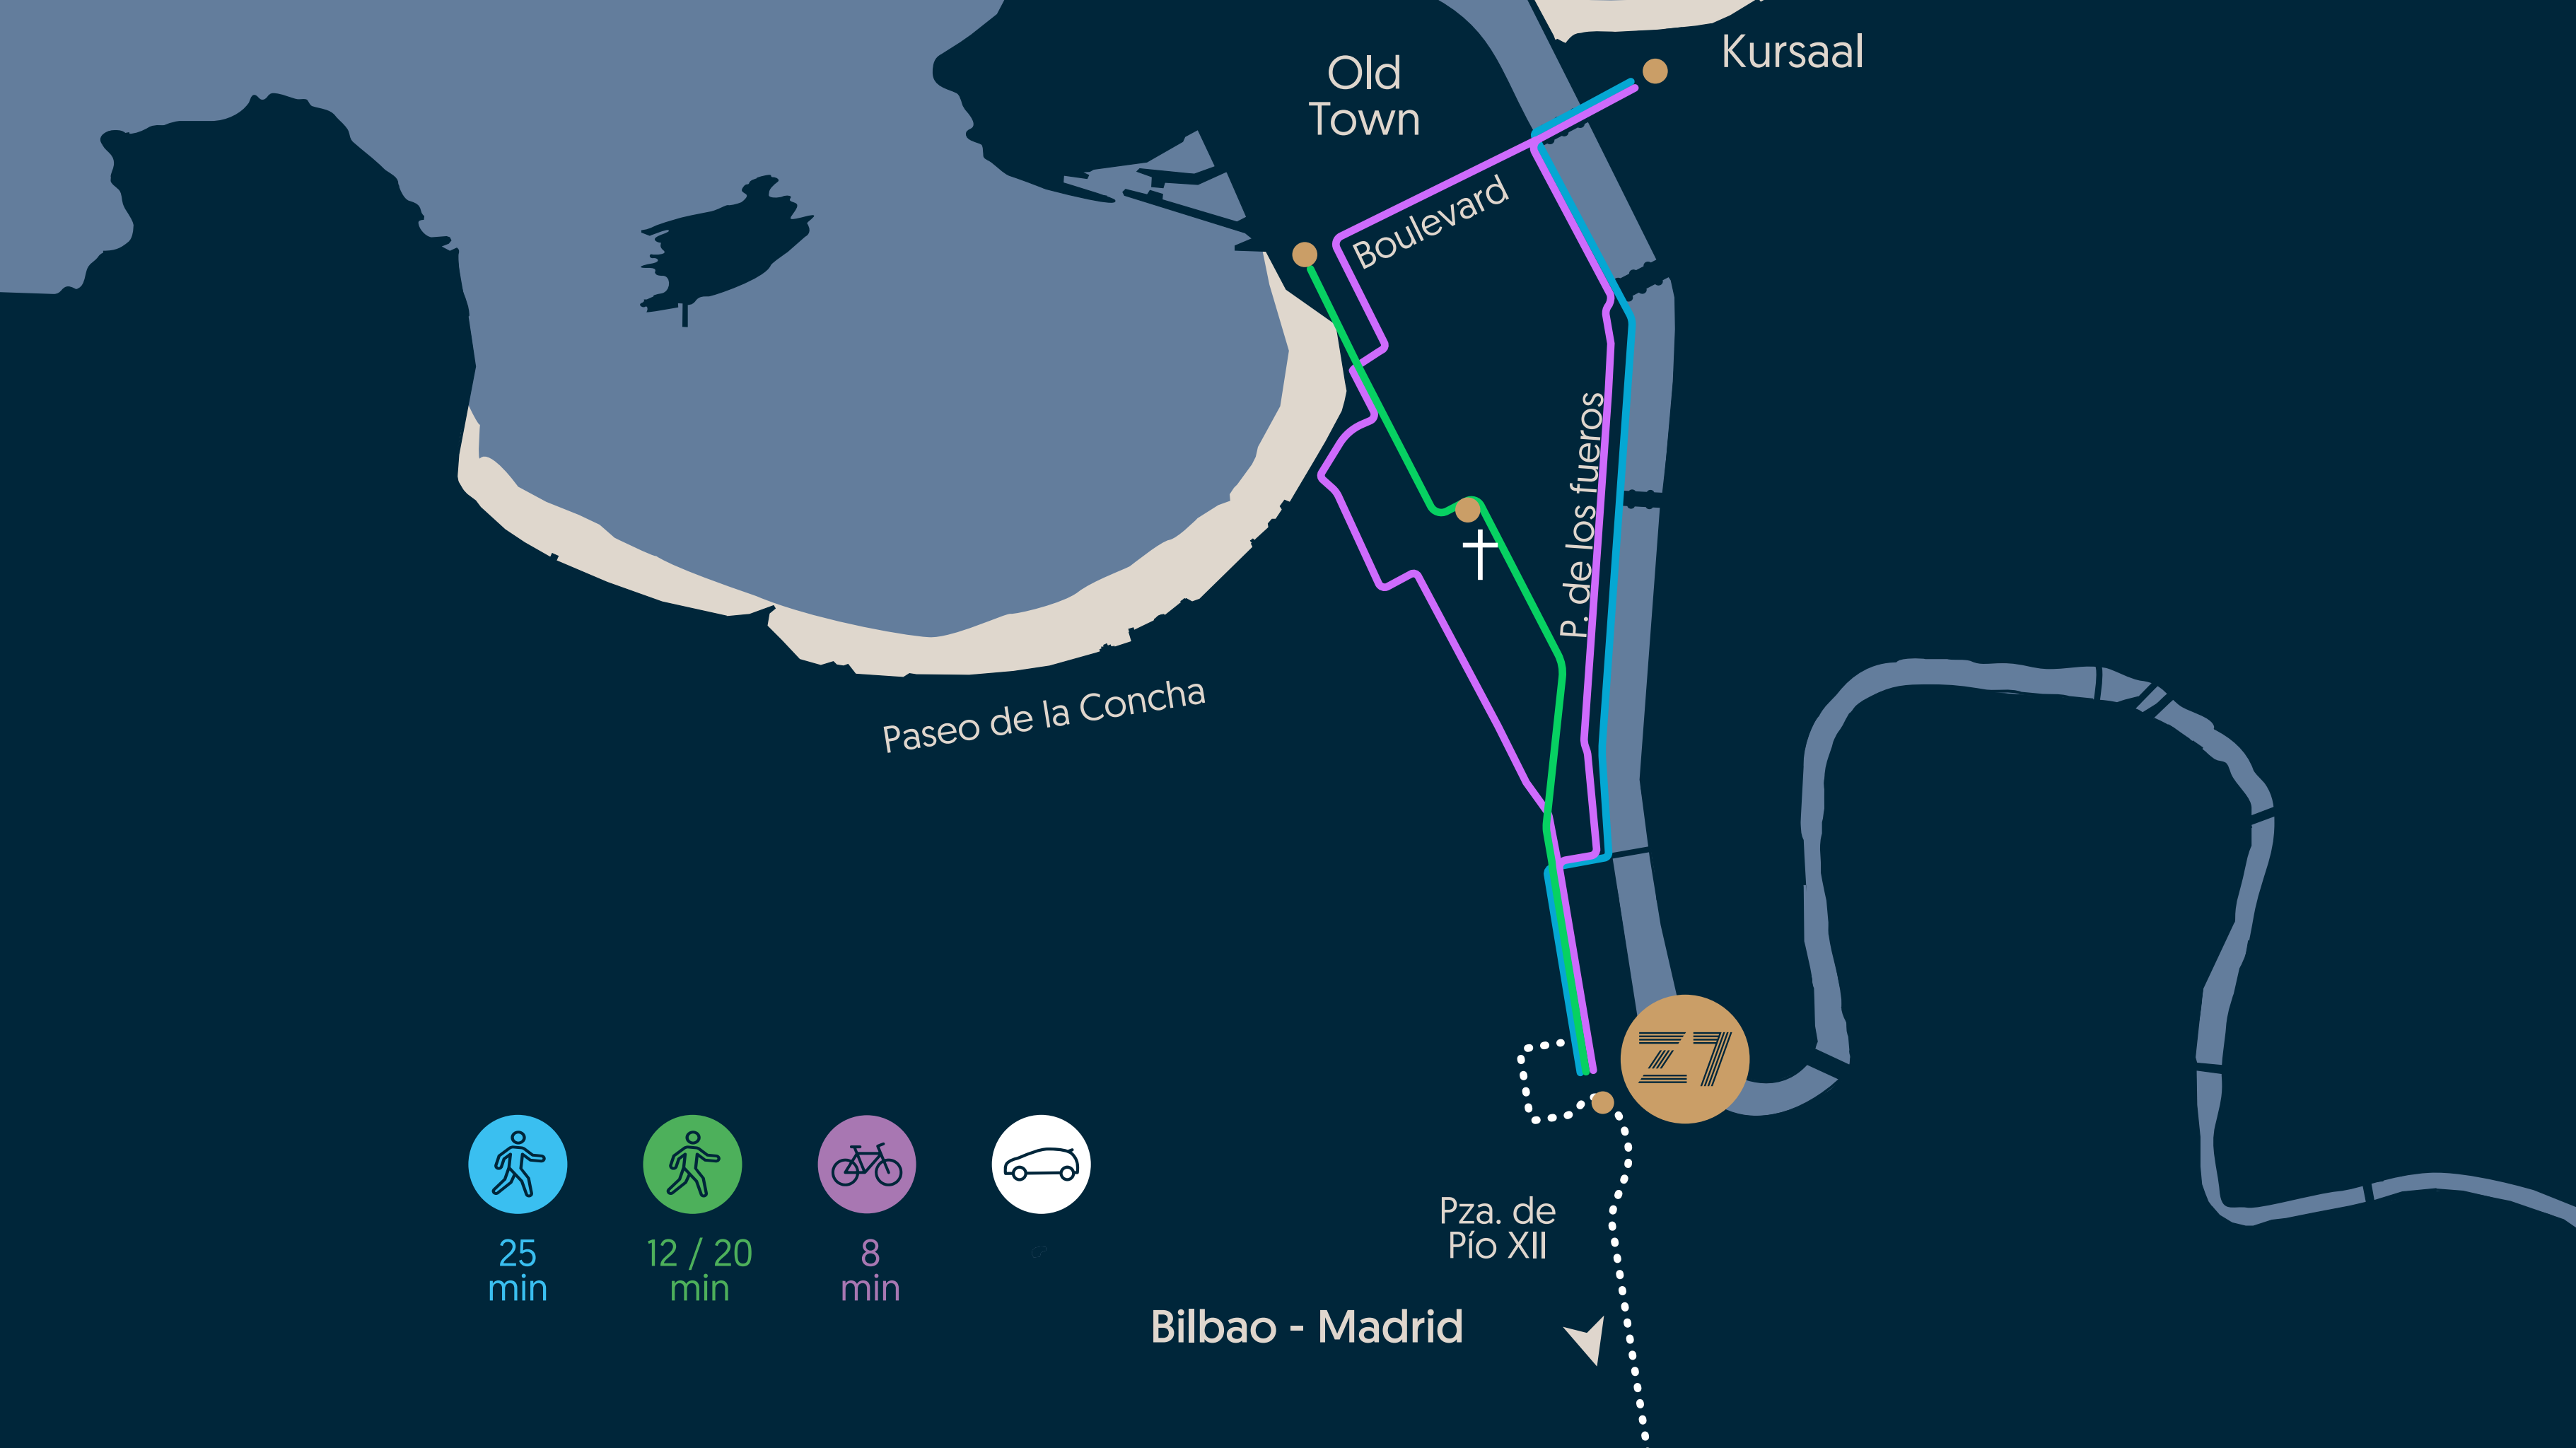 Kursaal
Old
Town
Boulevard
P. de los fueros
Paseo de la Concha
Z7
Pza. de
Pío XII
25
min
12 / 20
min
8
min
Bilbao - Madrid